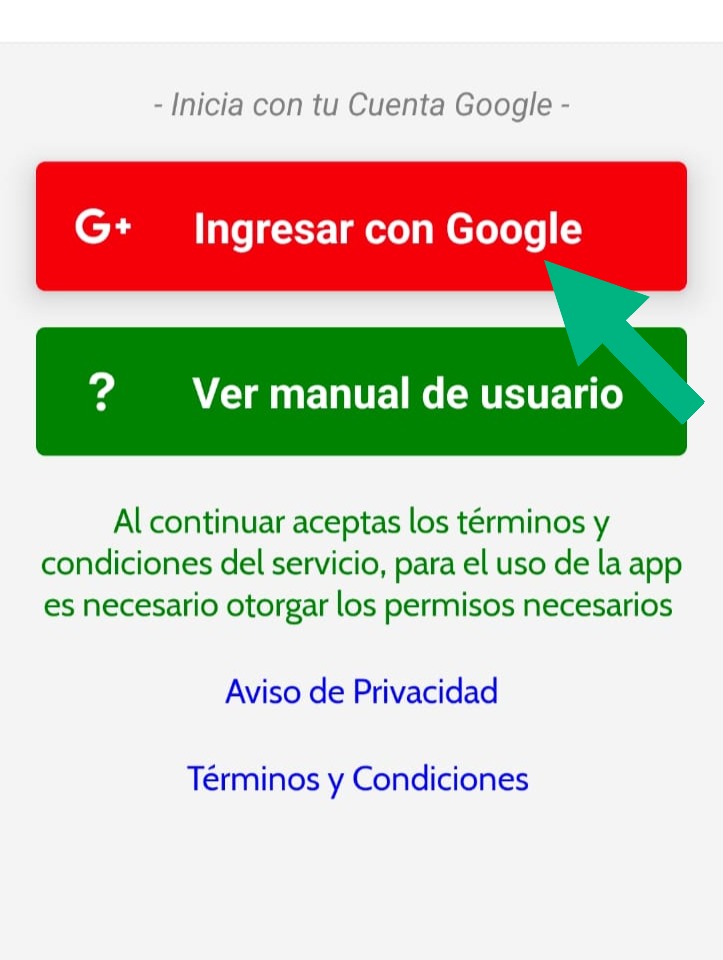 - Inicia con tu Cuenta Google -
G+ Ingresar con Google
? Ver manual de usuario
Al continuar aceptas los términos y
condiciones del servicio, para el uso de la app
es necesario otorgar los permisos necesarios
Aviso de Privacidad
Términos y Condiciones